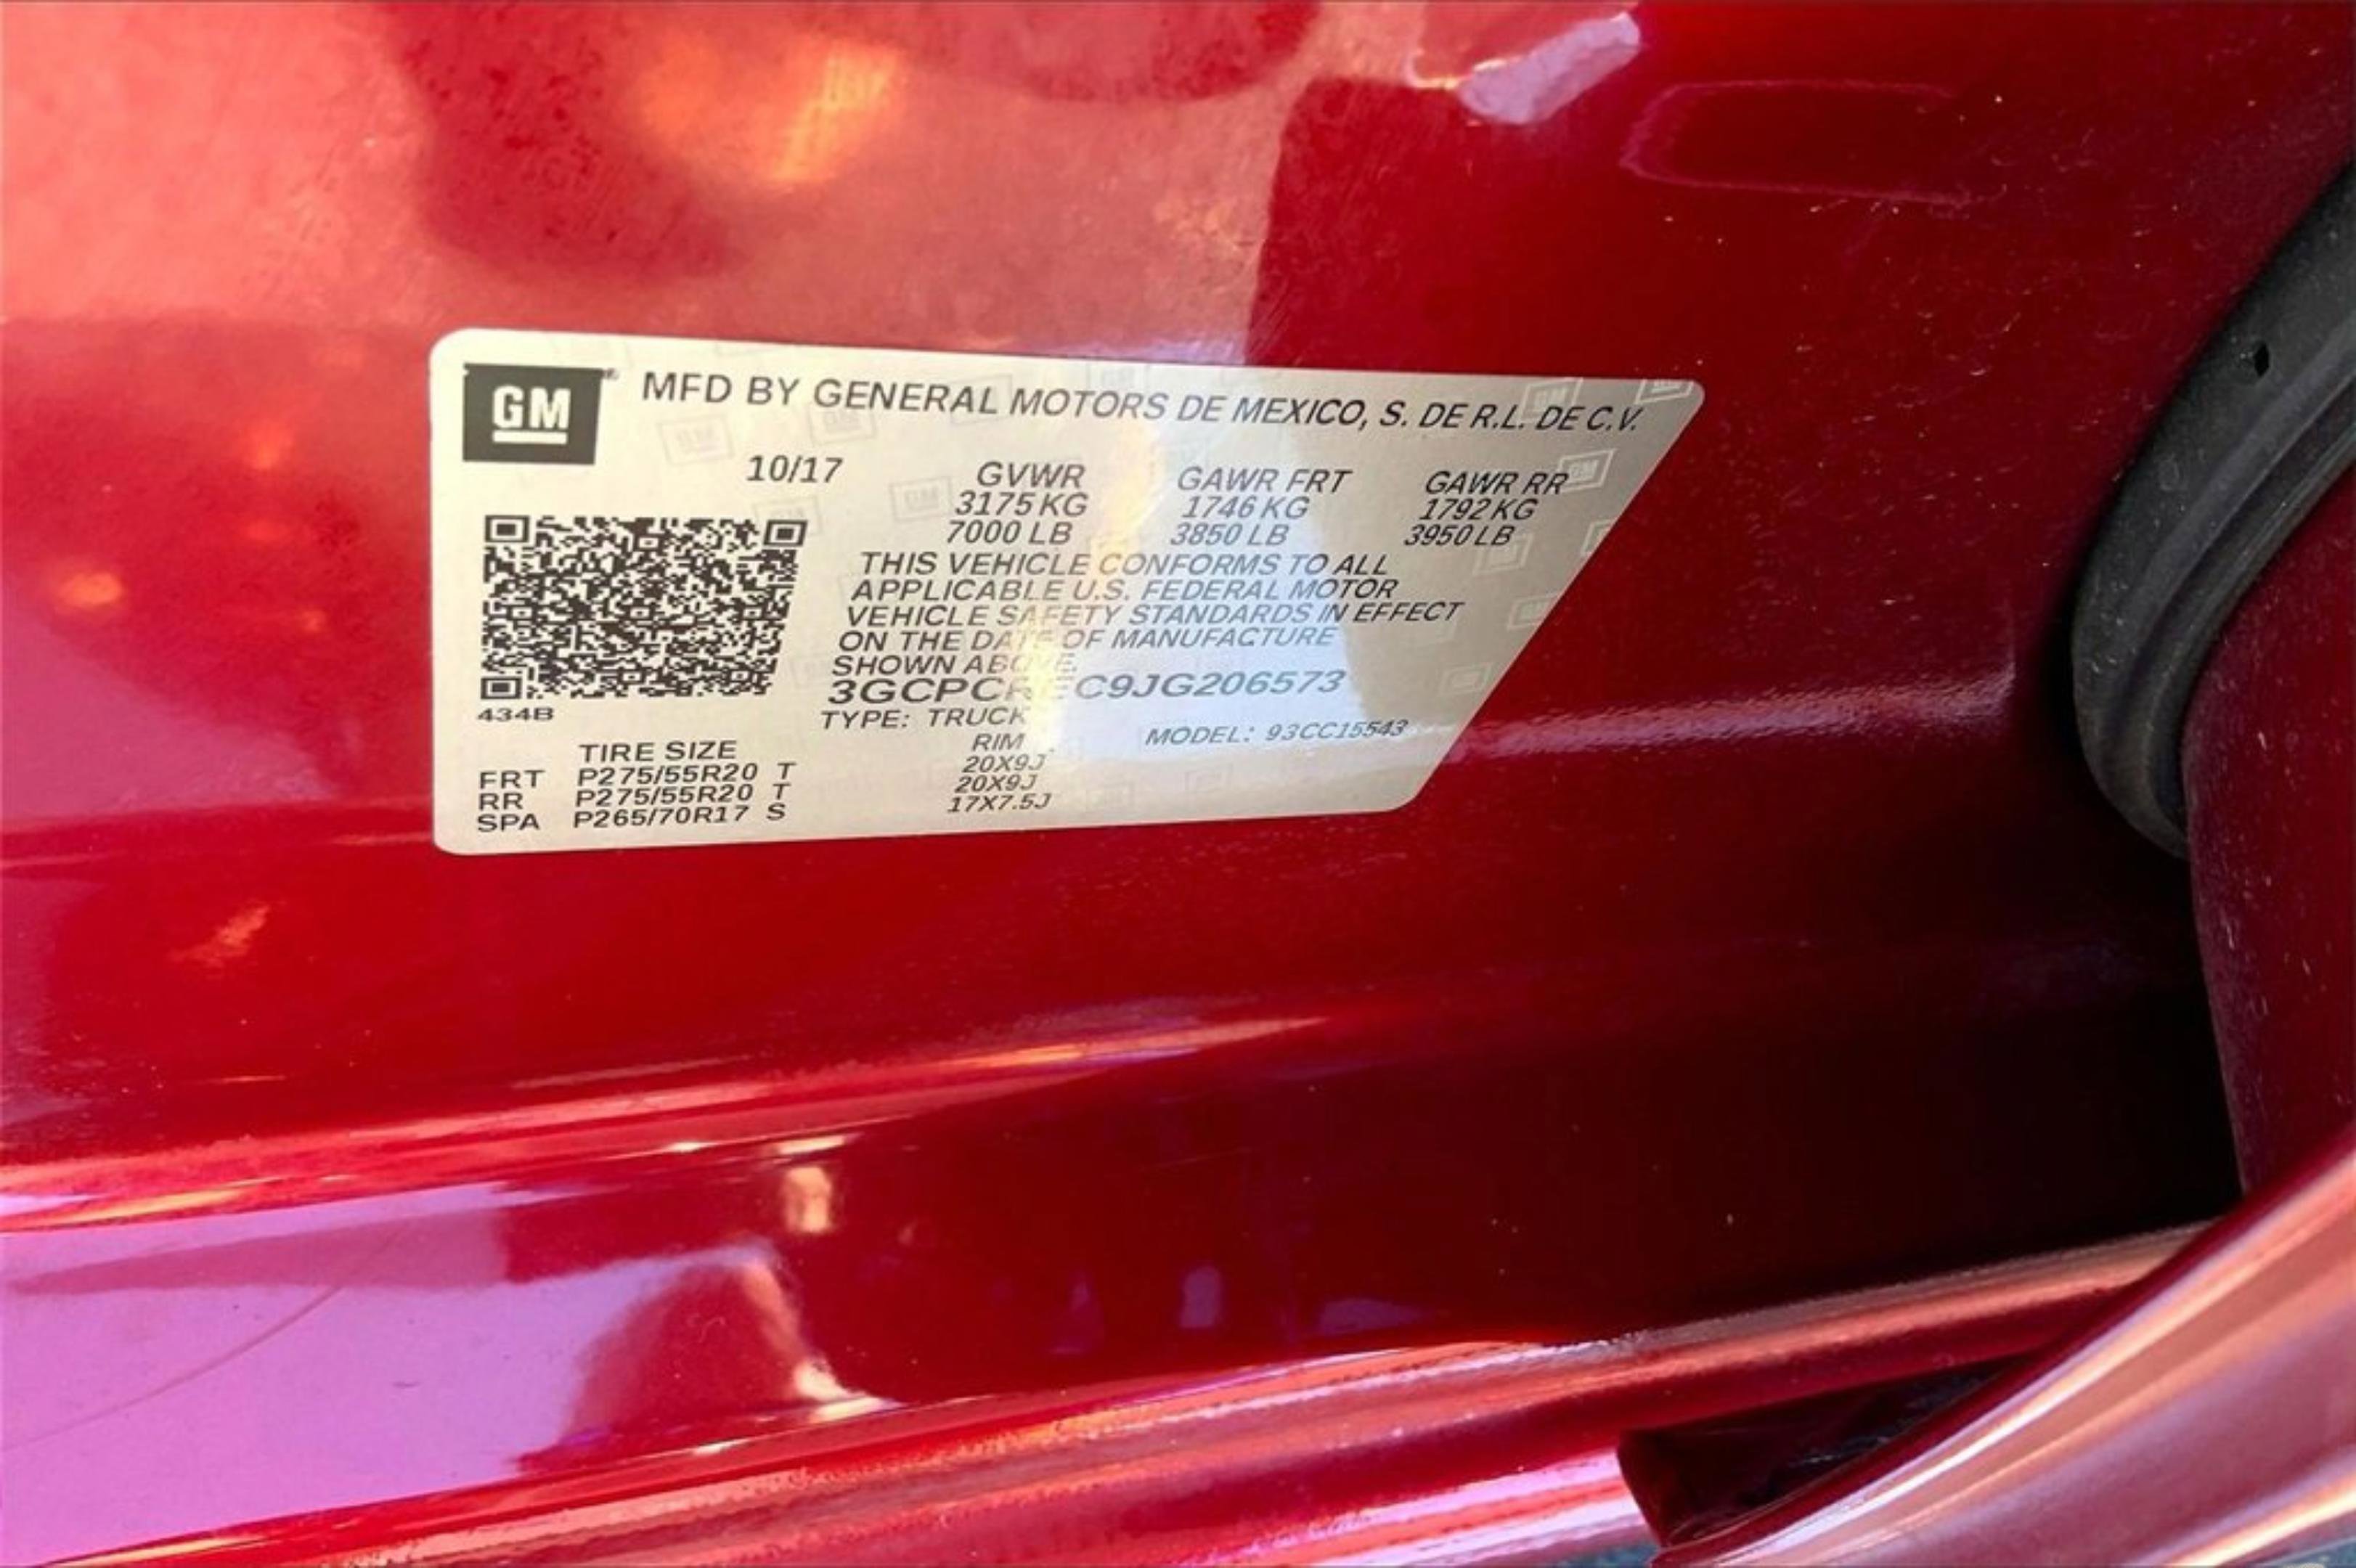 GM
MFD BY GENERAL MOTORS DE MEXICO, S. DE R.L. DE C.V.
10/17 GVWR GAWR FRT GAWR RR
3175 KG 1746 KG 1792 KG
7000 LB 3850 LB 3950 LB
THIS VEHICLE CONFORMS TO ALL
APPLICABLE U.S. FEDERAL MOTOR
VEHICLE SAFETY STANDARDS IN EFFECT
ON THE DATE OF MANUFACTURE
SHOWN ABOVE
3GCPCREC9JG206573
434B
TYPE: TRUCK MODEL: 93CC15543
TIRE SIZE RIM
FRT P275/55R20 T 20X9J
RR P275/55R20 T 20X9J
SPA P265/70R17 S 17X7.5J